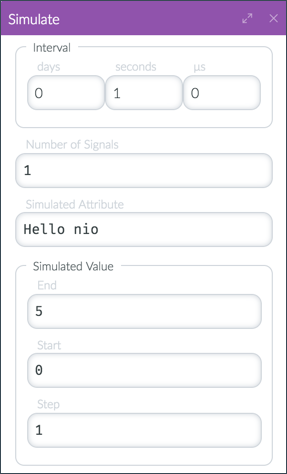 Simulate
Interval
days seconds µs
0 1 0
Number of Signals
1
Simulated Attribute
Hello nio
Simulated Value
End
5
Start
0
Step
1